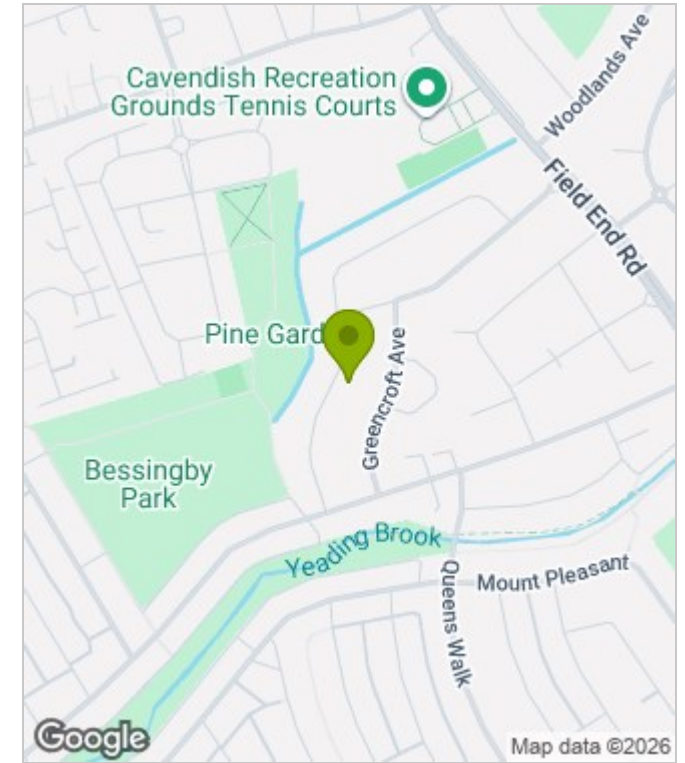 Cavendish Recreation
Grounds Tennis Courts
Woodlands Ave
Field End Rd
Pine Gard
Greencroft Ave
Bessingby
Park
Yeading Brook
Queens Walk
Mount Pleasant
Google
Map data ©2026